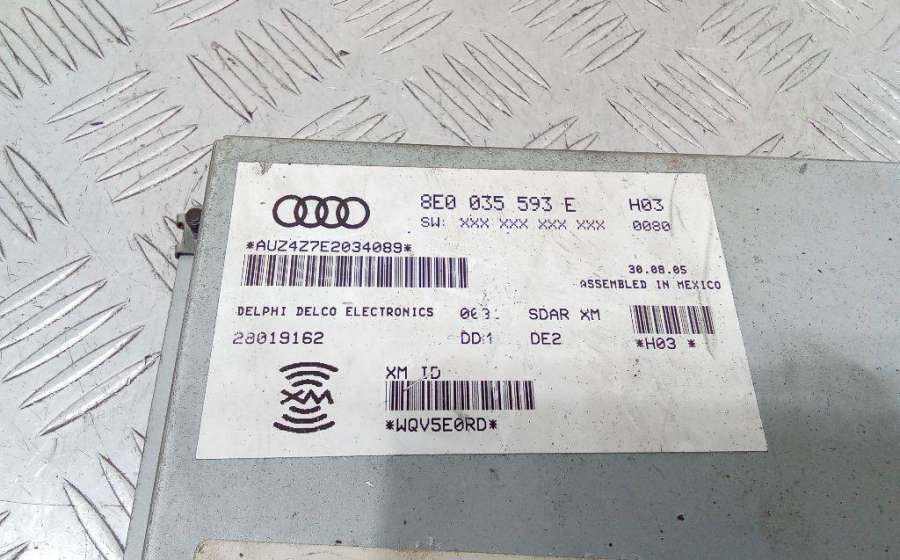 8E0 035 593 E H03
SW: XXX XXX XXX XXX 0080
*AUZ4Z7E2034089*
30.08.05
ASSEMBLED IN MEXICO
DELPHI DELCO ELECTRONICS SDAR XM
28019162 DD1 DE2
*H03 *
XM ID
XM
*WQV5E0RD*